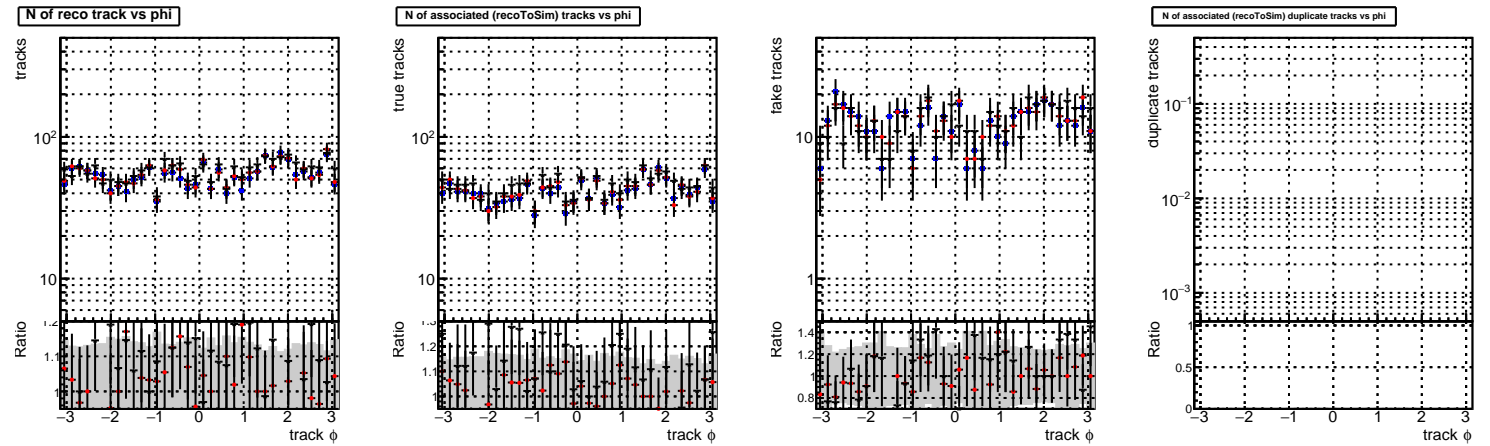 N of reco track vs phi
tracks
10²
10
Ratio
1.2
1.1
1
−3 −2 −1 0 1 2 3
track φ
N of associated (recoToSim) tracks vs phi
true tracks
10²
10
Ratio
1.3
1.2
1.1
1
−3 −2 −1 0 1 2 3
track φ
fake tracks
10
1
Ratio
1.4
1.2
1
0.8
−3 −2 −1 0 1 2 3
track φ
N of associated (recoToSim) duplicate tracks vs phi
duplicate tracks
10⁻¹
10⁻²
10⁻³
Ratio
1
0.5
0
−3 −2 −1 0 1 2 3
track φ